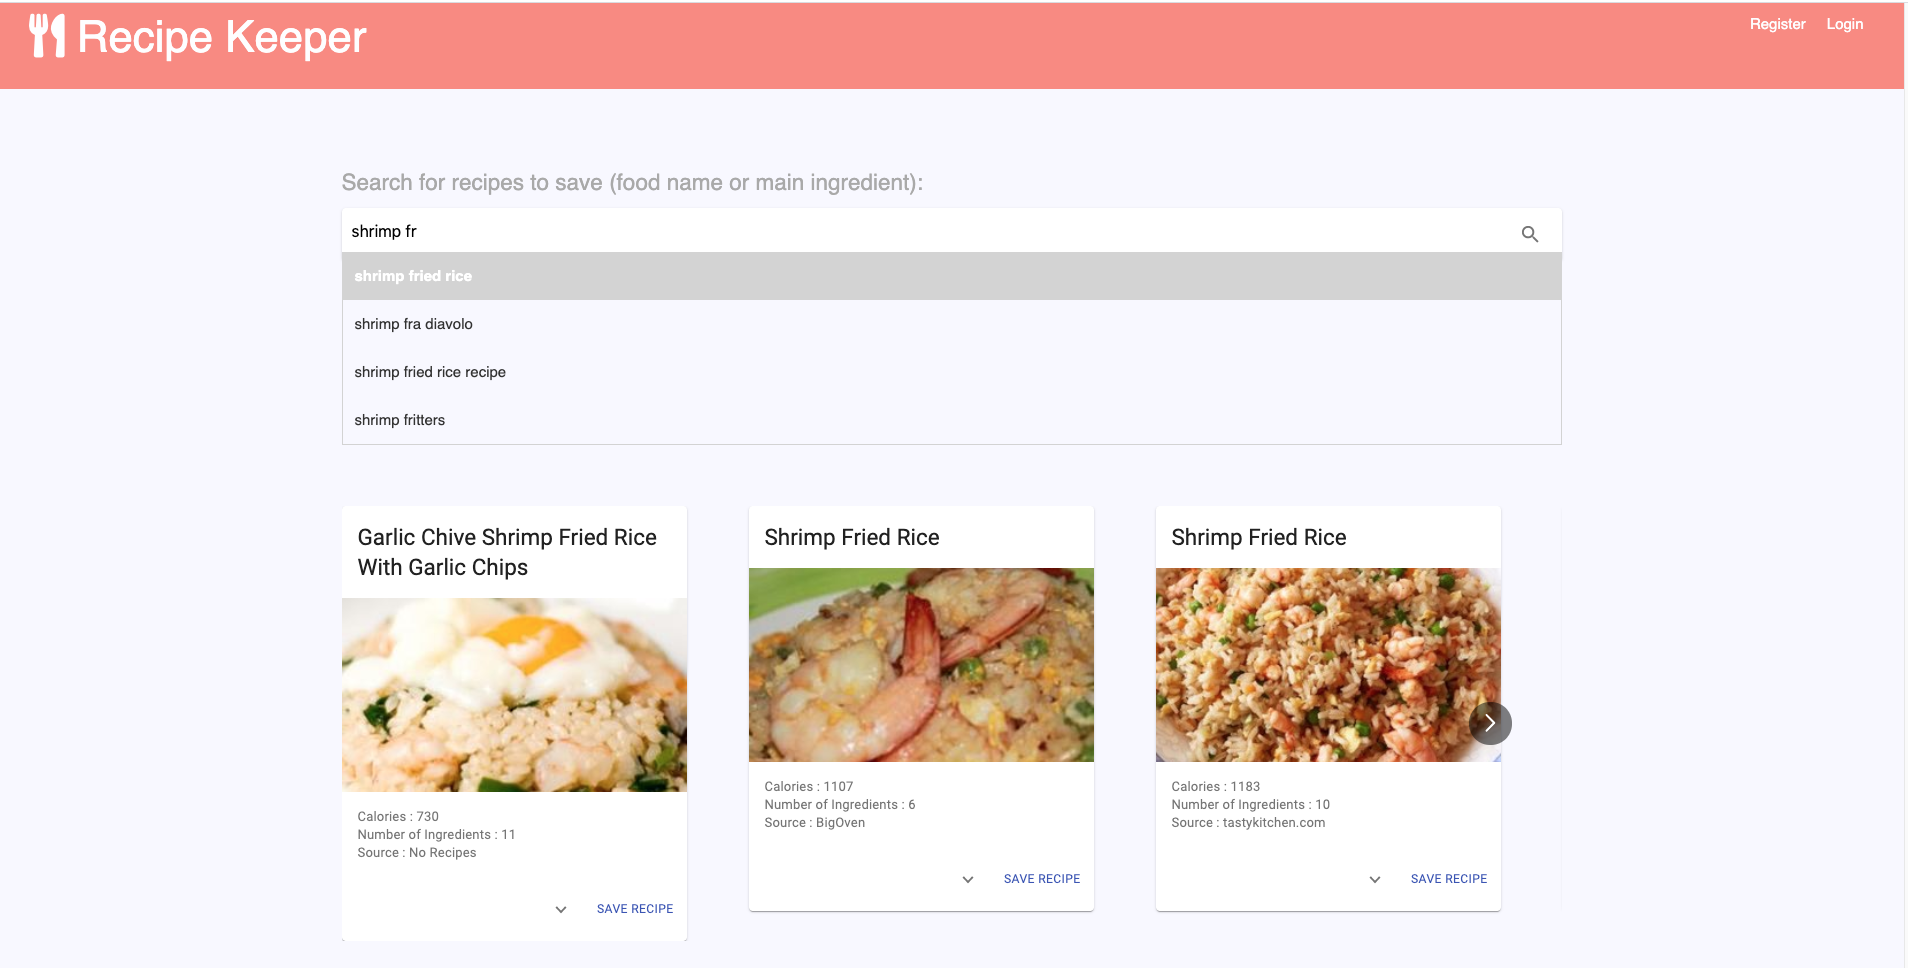 Recipe Keeper
Register Login
Search for recipes to save (food name or main ingredient):
shrimp fr
shrimp fried rice
shrimp fra diavolo
shrimp fried rice recipe
shrimp fritters
Garlic Chive Shrimp Fried Rice
With Garlic Chips
Calories : 730
Number of Ingredients : 11
Source : No Recipes
SAVE RECIPE
Shrimp Fried Rice
Calories : 1107
Number of Ingredients : 6
Source : BigOven
SAVE RECIPE
Shrimp Fried Rice
Calories : 1183
Number of Ingredients : 10
Source : tastykitchen.com
SAVE RECIPE